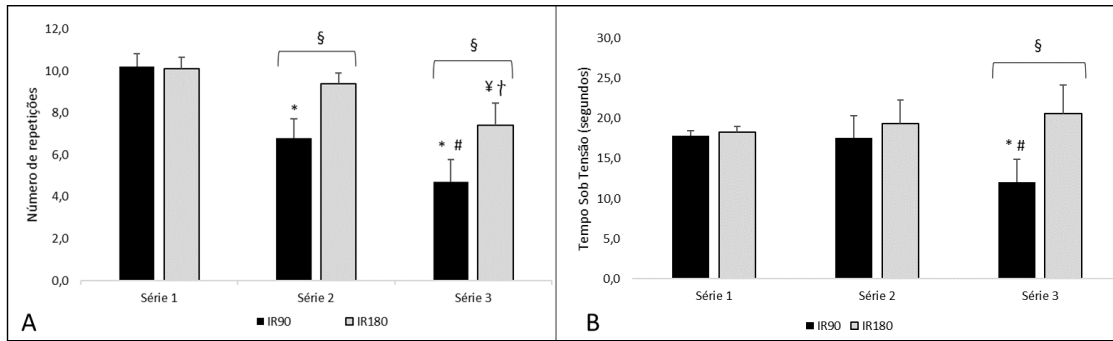 12,0
10,0
8,0
6,0
4,0
2,0
0,0
Número de repetições
§
§
*
* #
¥ †
Série 1
Série 2
Série 3
IR90
IR180
A
30,0
25,0
20,0
15,0
10,0
5,0
0,0
Tempo Sob Tensão (segundos)
§
* #
Série 1
Série 2
Série 3
IR90
IR180
B